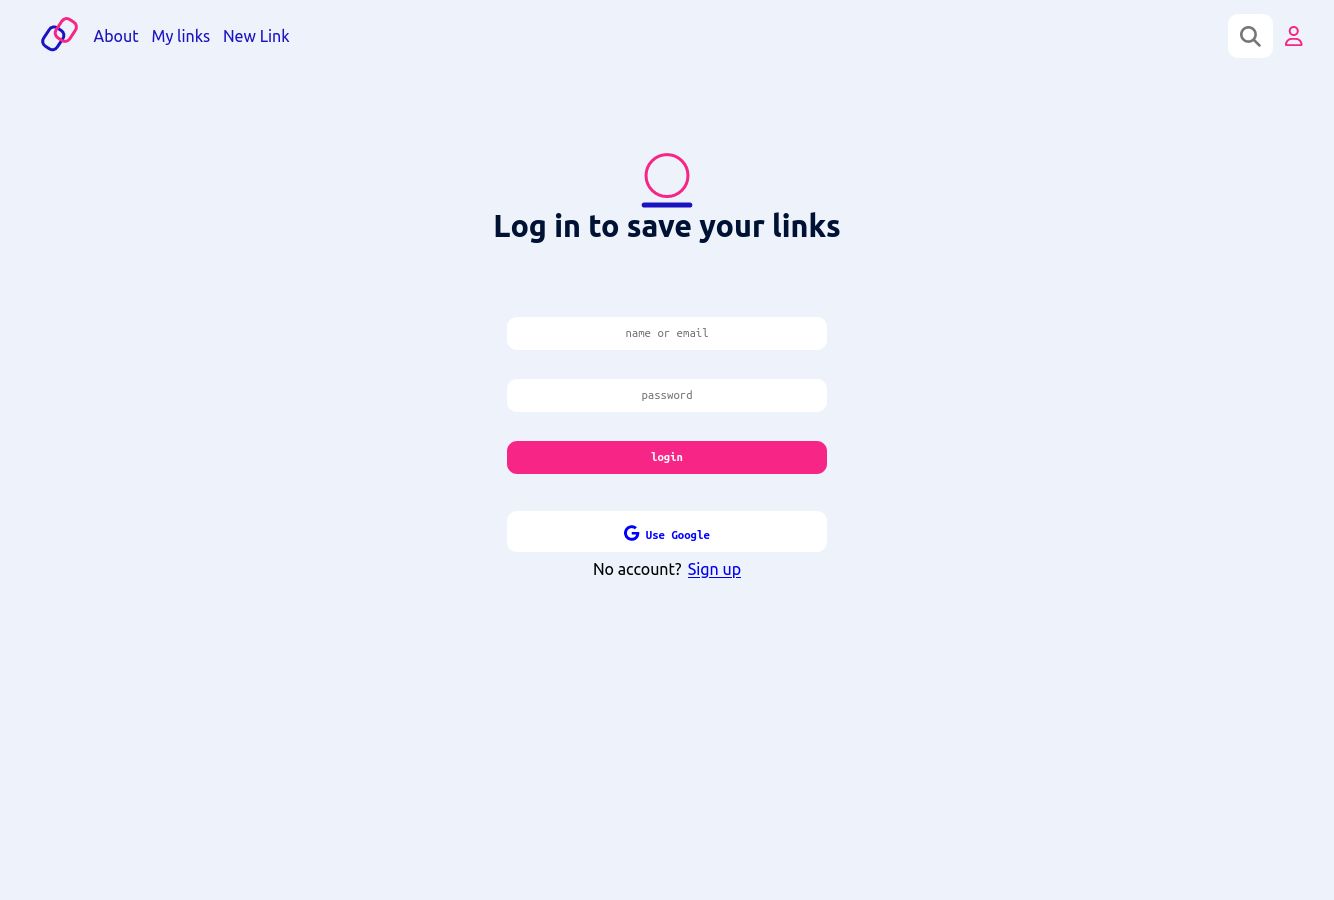 About My links New Link
Log in to save your links
name or email
password
login
Use Google
No account? Sign up